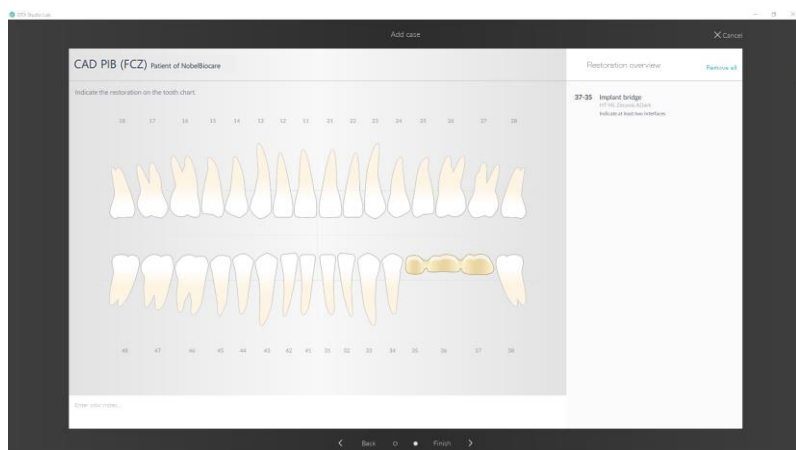 DTX Studio Lab
Add case
Cancel
CAD PIB (FCZ) Patient of NobelBiocare
Restoration overview
Remove all
Indicate the restoration on the tooth chart.
37-35 Implant bridge
Indicate at least two interfaces
18 17 16 15 14 13 12 11 21 22 23 24 25 26 27 28
48 47 46 45 44 43 42 41 31 32 33 34 35 36 37 38
Enter your notes...
Back
Finish